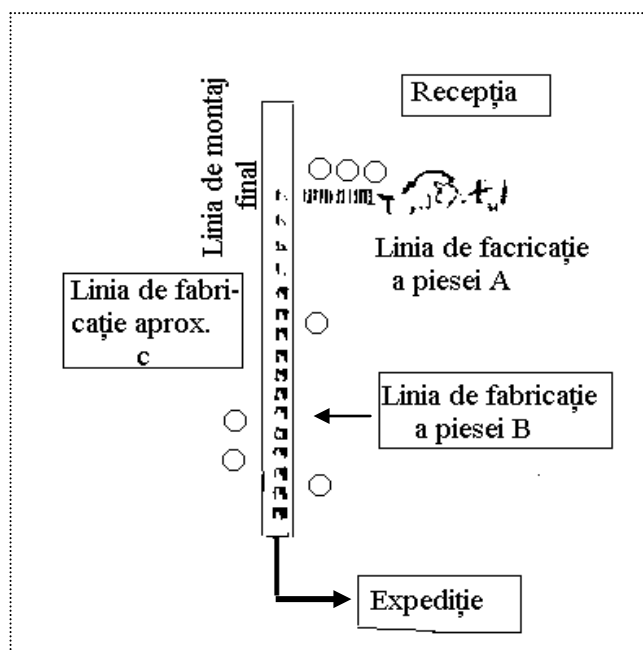 Recepția
Linia de montaj
final
Linia de facricație
a piesei A
Linia de fabri-
cație aprox.
c
Linia de fabricație
a piesei B
Expediție